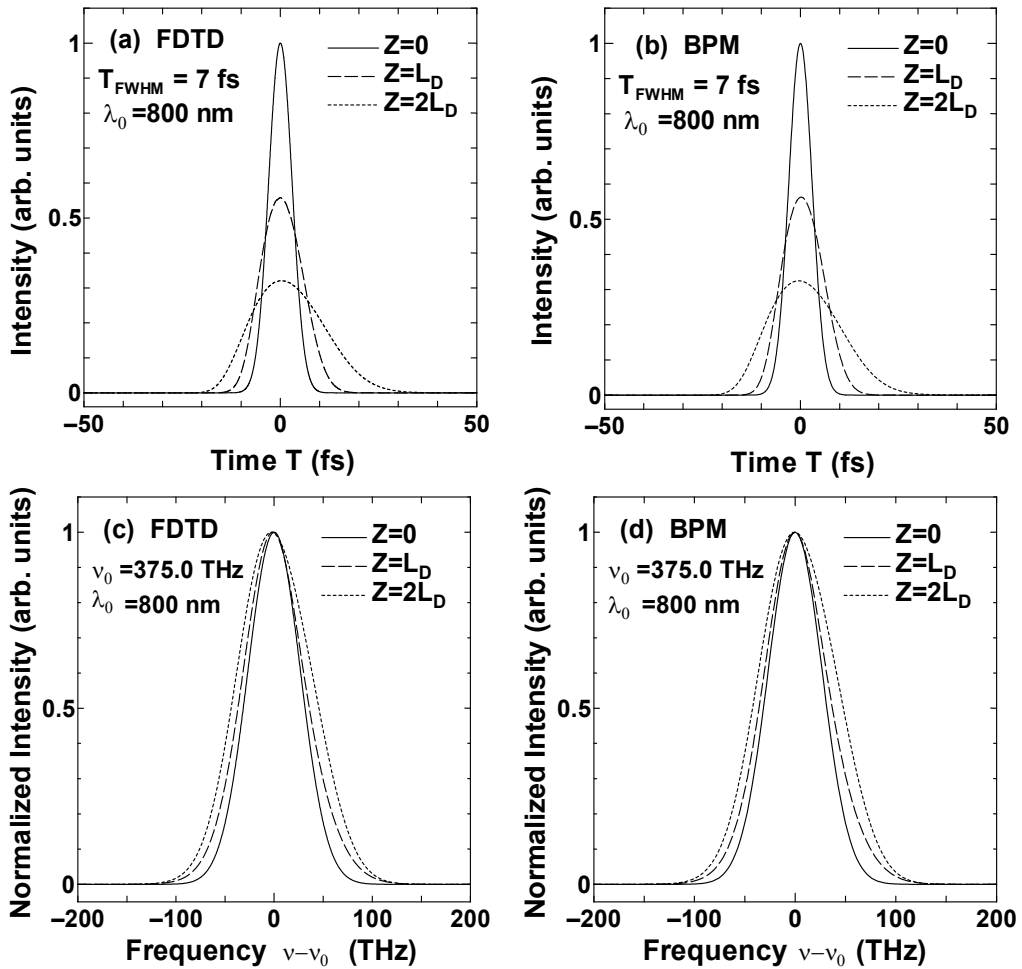 (a) FDTD
Z=0
Z=L_D
Z=2L_D
T_FWHM = 7 fs
λ₀ =800 nm
1
0.5
0
−50
0
50
Time T (fs)
Intensity (arb. units)
(b) BPM
Z=0
Z=L_D
Z=2L_D
T_FWHM = 7 fs
λ₀ =800 nm
1
0.5
0
−50
0
50
Time T (fs)
Intensity (arb. units)
(c) FDTD
Z=0
Z=L_D
Z=2L_D
ν₀ =375.0 THz
λ₀ =800 nm
1
0.5
0
−200
−100
0
100
200
Frequency ν−ν₀ (THz)
Normalized Intensity (arb. units)
(d) BPM
Z=0
Z=L_D
Z=2L_D
ν₀ =375.0 THz
λ₀ =800 nm
1
0.5
0
−200
−100
0
100
200
Frequency ν−ν₀ (THz)
Normalized Intensity (arb. units)